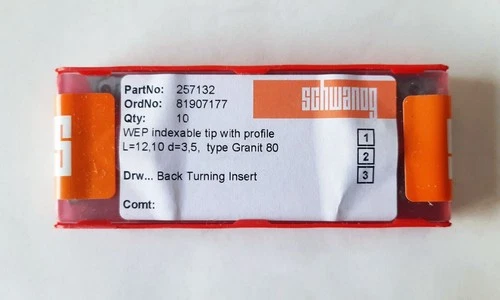 PartNo: 257132
OrdNo: 81907177
Qty: 10
schwanog
WEP indexable tip with profile
L=12,10 d=3,5, type Granit 80
1
2
3
Drw... Back Turning Insert
Comt: